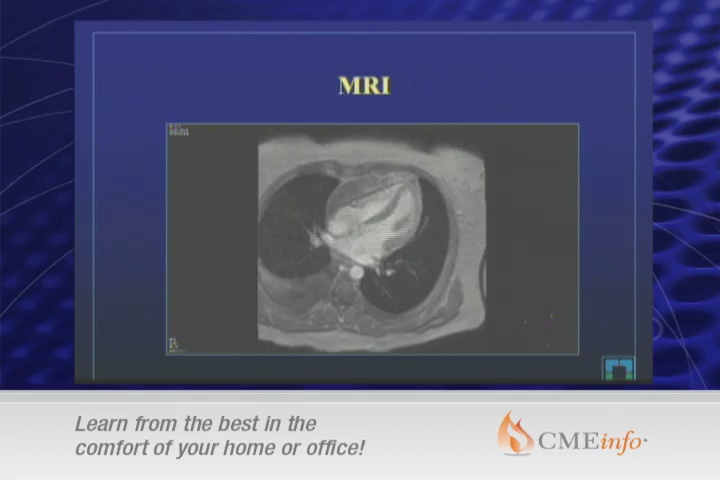 MRI
Learn from the best in the
comfort of your home or office!
CMEinfo